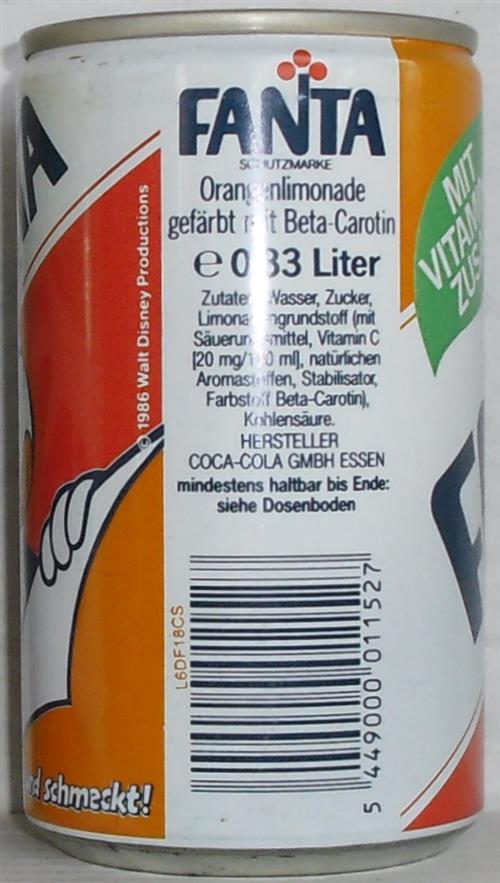 FANTA
SCHUTZMARKE
Orangenlimonade
gefärbt mit Beta-Carotin
e 0,33 Liter
Zutaten: Wasser, Zucker,
Limonadengrundstoff (mit
Säuerungsmittel, Vitamin C
[20 mg/100 ml], natürlichen
Aromastoffen, Stabilisator,
Farbstoff Beta-Carotin),
Kohlensäure.
HERSTELLER
COCA-COLA GMBH ESSEN
mindestens haltbar bis Ende:
siehe Dosenboden
5 449000 011527
L6DF18CS
© 1986 Walt Disney Productions
schmeckt!
MIT